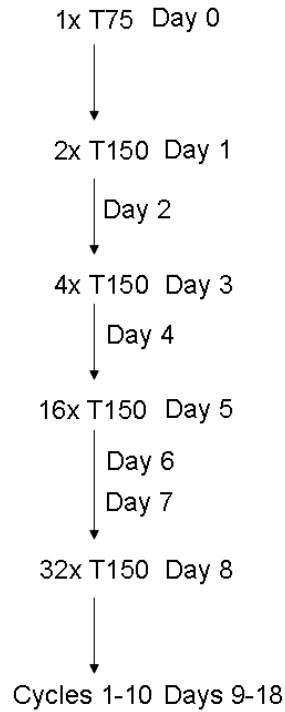 1x T75 Day 0
2x T150 Day 1
Day 2
4x T150 Day 3
Day 4
16x T150 Day 5
Day 6
Day 7
32x T150 Day 8
Cycles 1-10 Days 9-18